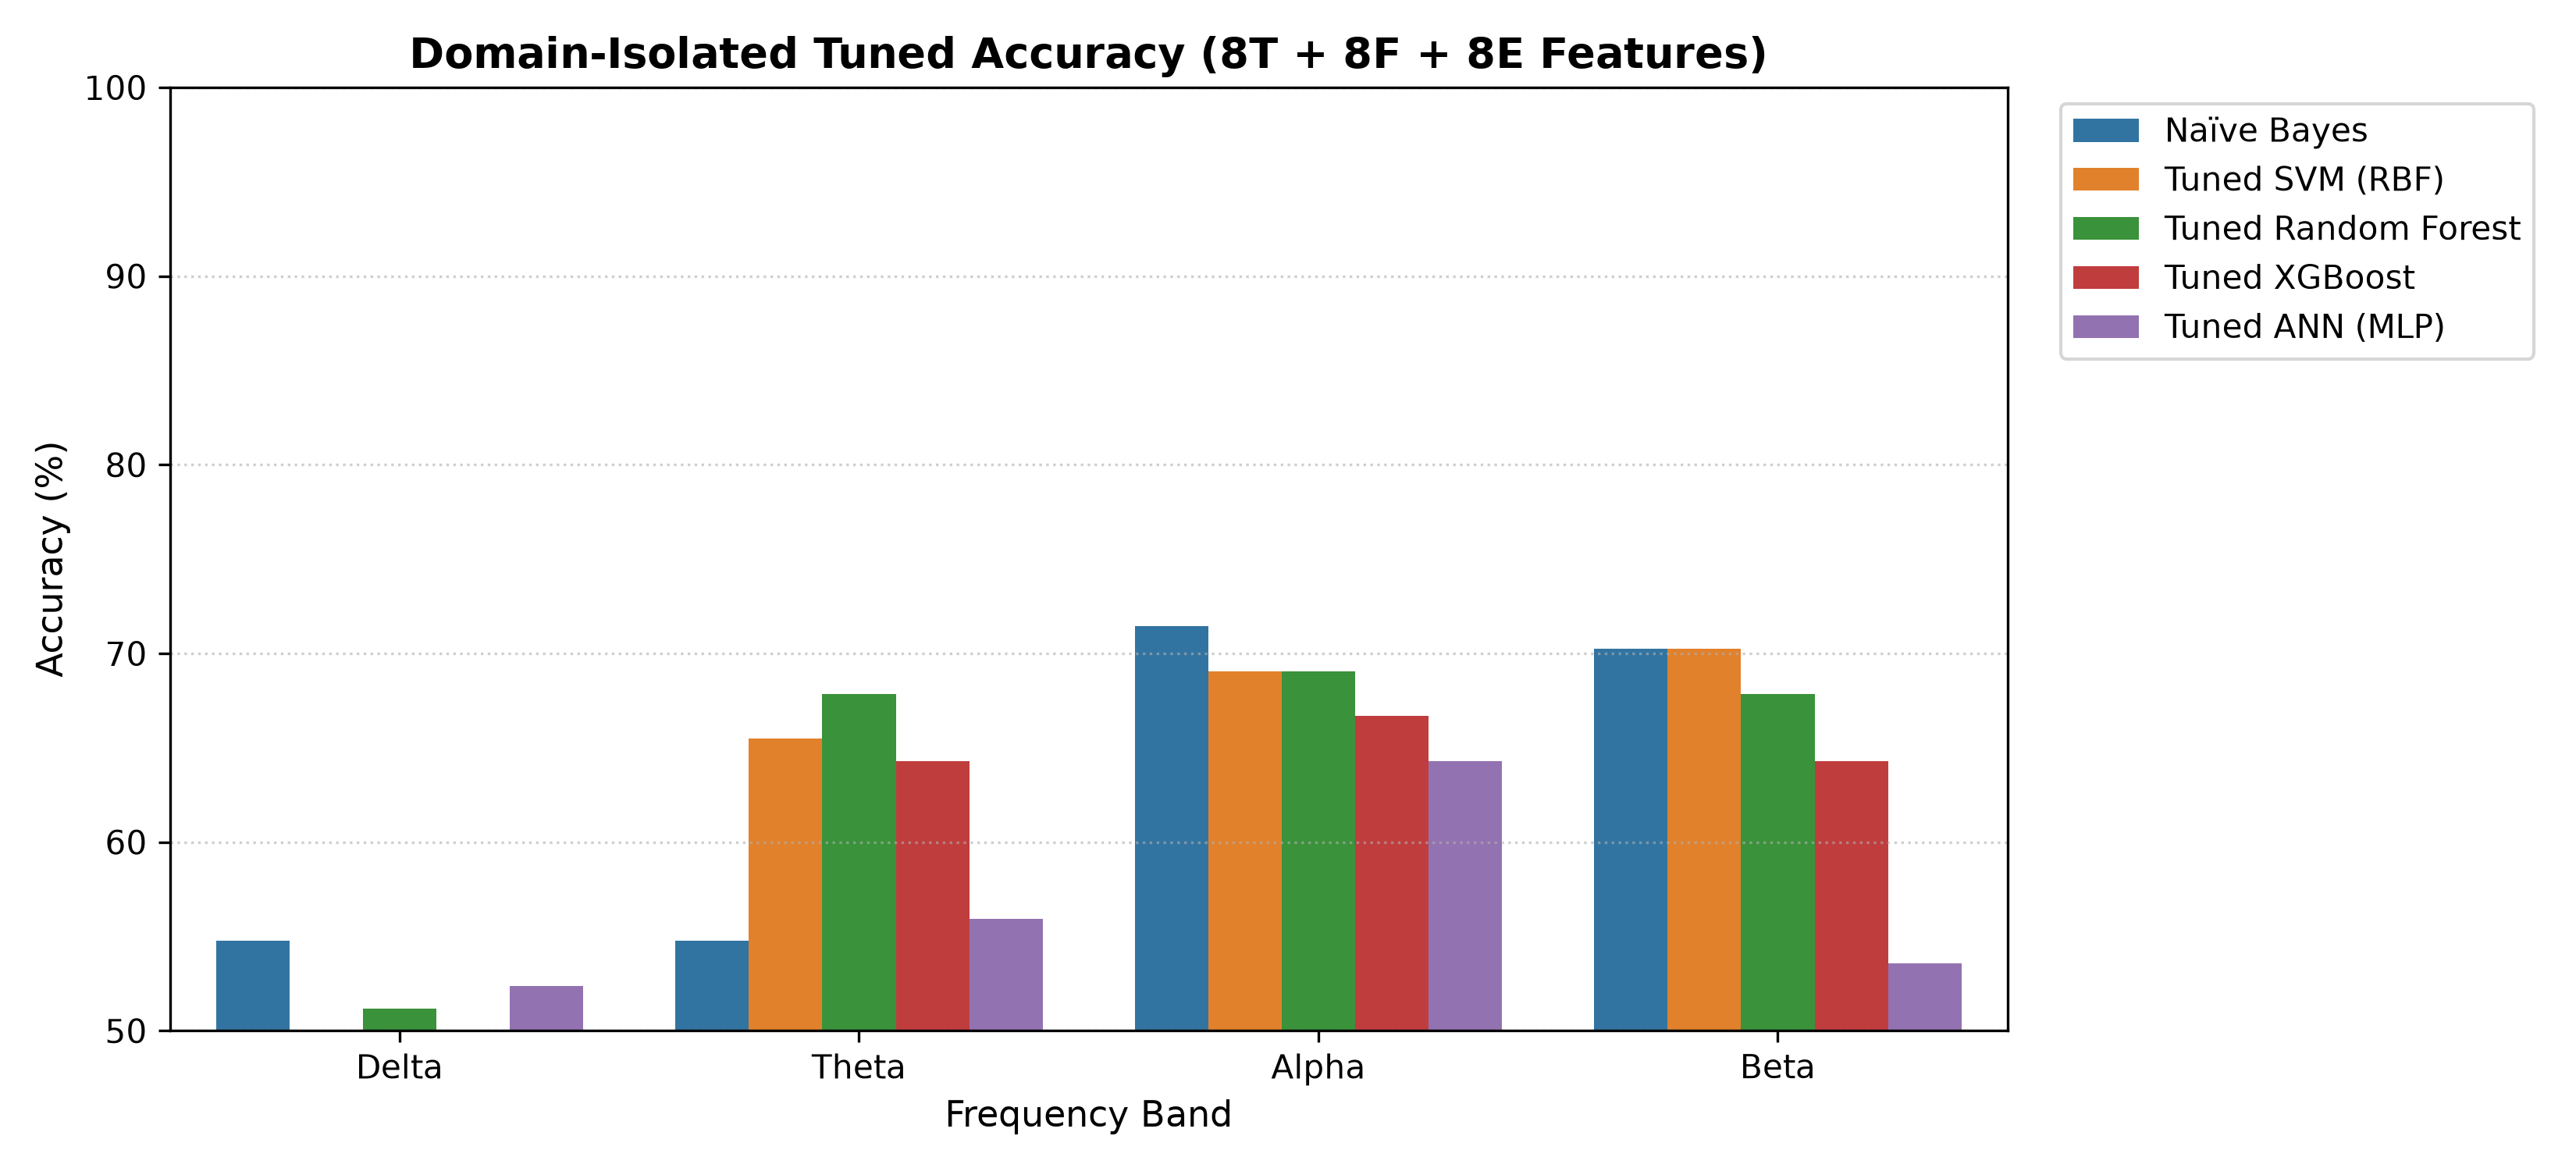 Domain-Isolated Tuned Accuracy (8T + 8F + 8E Features)
100
90
80
70
60
50
Accuracy (%)
Delta
Theta
Alpha
Beta
Frequency Band
Naïve Bayes
Tuned SVM (RBF)
Tuned Random Forest
Tuned XGBoost
Tuned ANN (MLP)